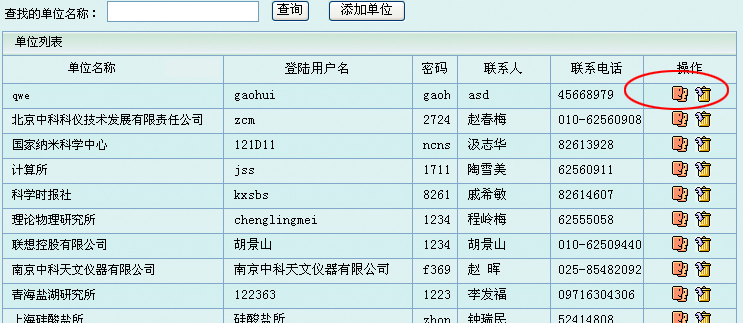 查找的单位名称： 查询 添加单位
单位列表
单位名称 登陆用户名 密码 联系人 联系电话 操作
qwe gaohui gaoh asd 45668979
北京中科科仪技术发展有限责任公司 zcm 2724 赵春梅 010-62560908
国家纳米科学中心 121D11 ncns 汲志华 82613928
计算所 jss 1711 陶雪美 62560911
科学时报社 kxsbs 8261 戚希敏 82614607
理论物理研究所 chenglingmei 1234 程岭梅 62555058
联想控股有限公司 胡景山 1234 胡景山 010-62509440
南京中科天文仪器有限公司 南京中科天文仪器有限公司 f369 赵 晖 025-85482092
青海盐湖研究所 122363 1223 李发福 09716304306
上海硅酸盐所 硅酸盐所 zhon 钟瑞民 52414808